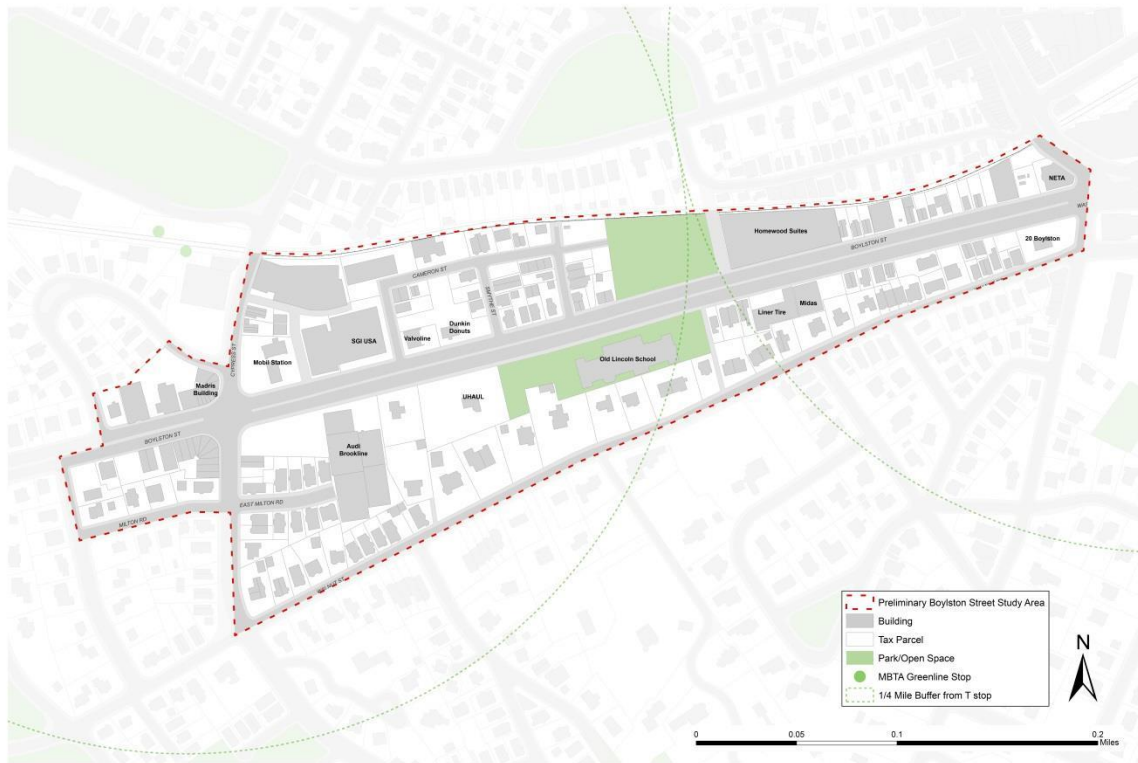 NETA
WA
Homewood Suites
BOYLSTON ST
20 Boylston
CAMERON ST
SMYTHE ST
Midas
Liner Tire
Dunkin
Donuts
Valvoline
SGI USA
Mobil Station
CYPRESS ST
Old Lincoln School
Madris
Building
UHAUL
BOYLSTON ST
Audi
Brookline
EAST MILTON RD
MILTON RD
Preliminary Boylston Street Study Area
Building
Tax Parcel
Park/Open Space
MBTA Greenline Stop
1/4 Mile Buffer from T stop
N
0
0.05
0.1
0.2
Miles